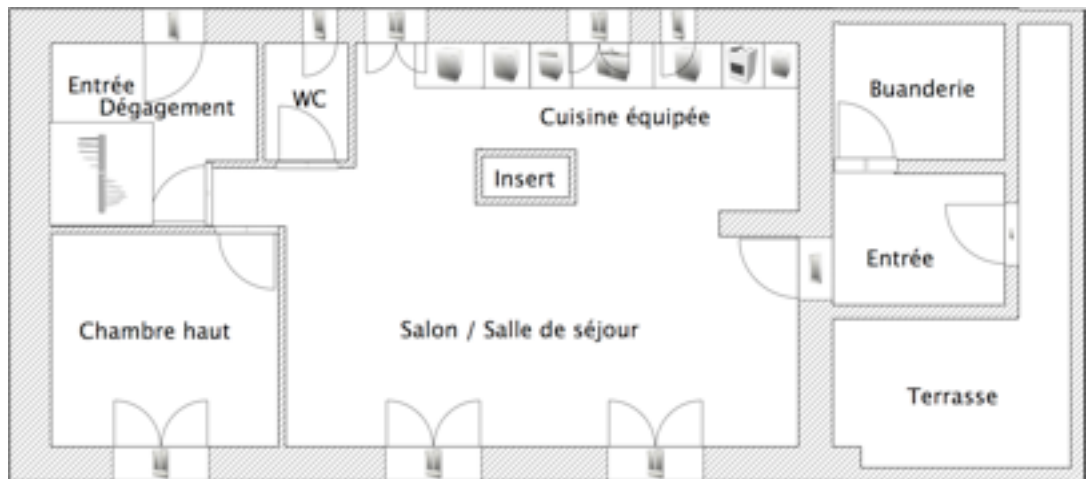 Entrée
Dégagement
WC
Cuisine équipée
Buanderie
Insert
Entrée
Chambre haut
Salon / Salle de séjour
Terrasse